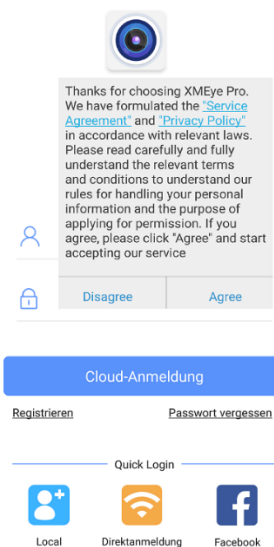 Thanks for choosing XMEye Pro.
We have formulated the "Service
Agreement" and "Privacy Policy"
in accordance with relevant laws.
Please read carefully and fully
understand the relevant terms
and conditions to understand our
rules for handling your personal
information and the purpose of
applying for permission. If you
agree, please click "Agree" and start
accepting our service
Disagree Agree
Cloud-Anmeldung
Registrieren Passwort vergessen
Quick Login
Local Direktanmeldung Facebook